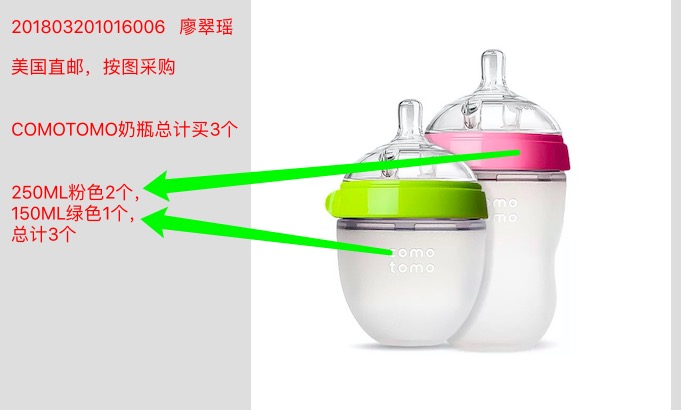 201803201016006 廖翠瑶
美国直邮，按图采购
COMOTOMO奶瓶总计买3个
250ML粉色2个，
150ML绿色1个，
总计3个
como
tomo